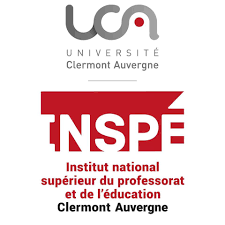 UCA
UNIVERSITÉ
Clermont Auvergne
INSPÉ
Institut national
supérieur du professorat
et de l'éducation
Clermont Auvergne